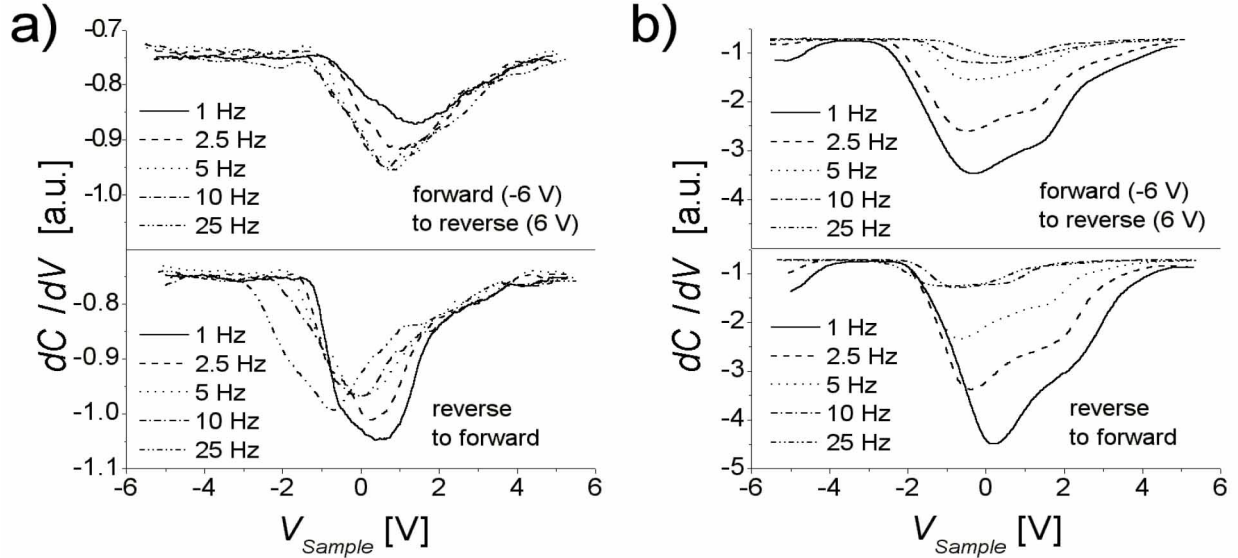 a)
-0.7
-0.8
-0.9
-1.0
1 Hz
2.5 Hz
5 Hz
10 Hz
25 Hz
forward (-6 V)
to reverse (6 V)
-0.8
-0.9
-1.0
-1.1
1 Hz
2.5 Hz
5 Hz
10 Hz
25 Hz
reverse
to forward
dC /dV [a.u.]
-6 -4 -2 0 2 4 6
V Sample [V]
b)
-1
-2
-3
-4
1 Hz
2.5 Hz
5 Hz
10 Hz
25 Hz
forward (-6 V)
to reverse (6 V)
-1
-2
-3
-4
-5
1 Hz
2.5 Hz
5 Hz
10 Hz
25 Hz
reverse
to forward
dC /dV [a.u.]
-6 -4 -2 0 2 4 6
V Sample [V]